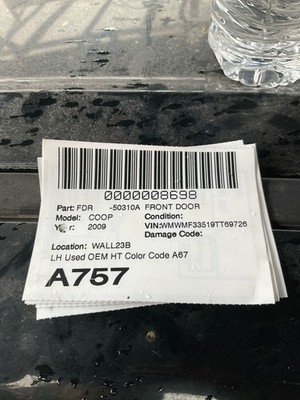 0000008698
Part: FDR -50310A FRONT DOOR
Model: COOP Condition:
Year: 2009 VIN:WMWMF33519TT69726
Damage Code:
Location: WALL23B
LH Used OEM HT Color Code A67
A757